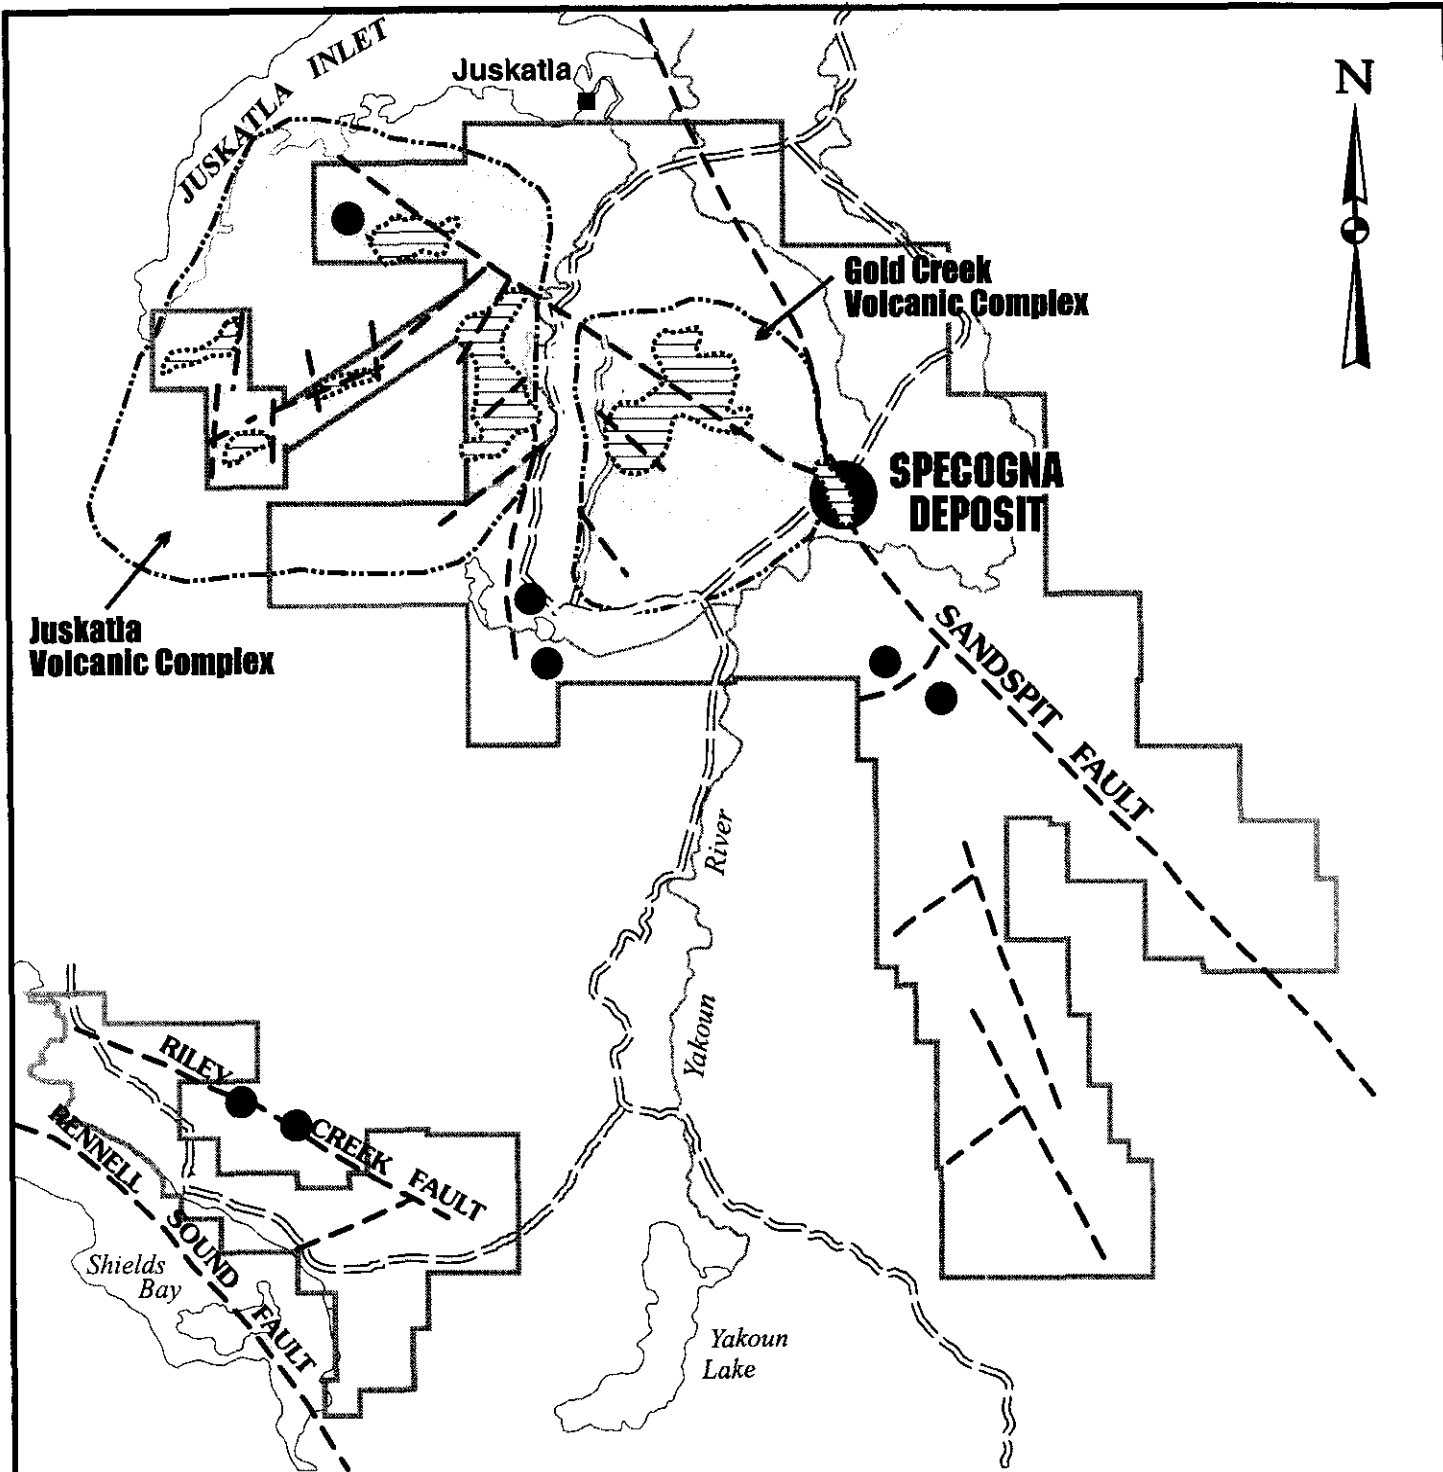 JUSKATLA INLET
Juskatla
N
Gold Creek
Volcanic Complex
SPECOGNA
DEPOSIT
Juskatla
Volcanic Complex
SANDSPIT FAULT
River
Yakoun
RILEY CREEK FAULT
RENNELL SOUND FAULT
Shields
Bay
Yakoun
Lake